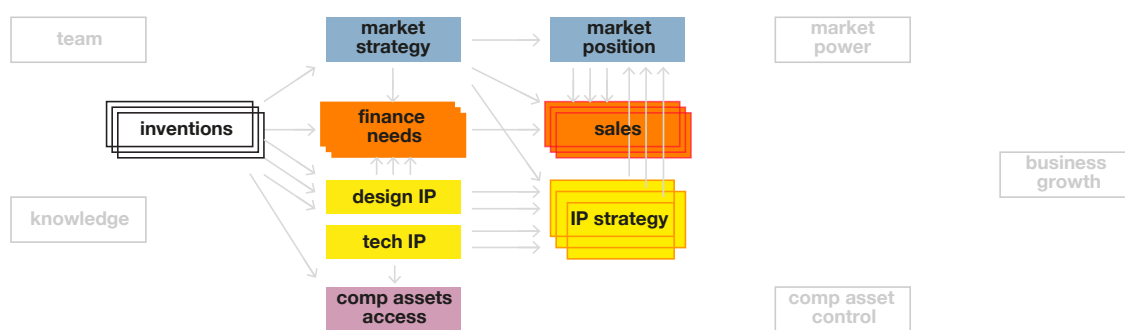 team
market
strategy
market
position
market
power
inventions
finance
needs
sales
business
growth
design IP
knowledge
IP strategy
tech IP
comp assets
access
comp asset
control